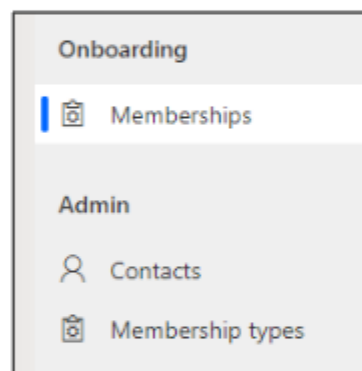 Onboarding
Memberships
Admin
Contacts
Membership types